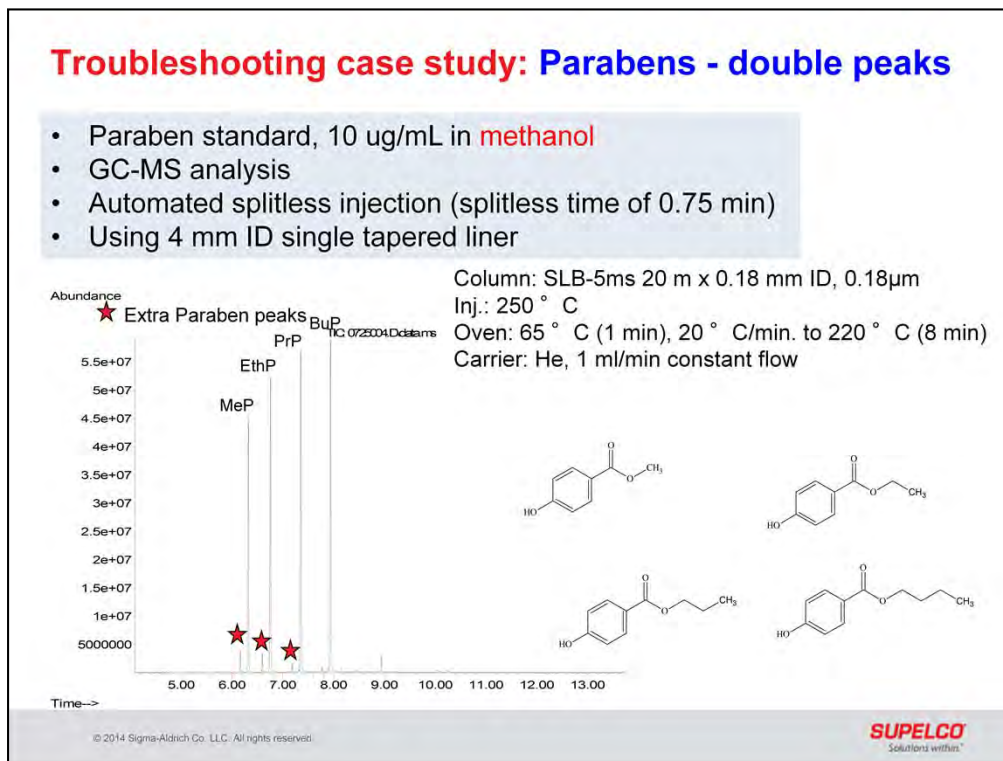 Troubleshooting case study: Parabens - double peaks
• Paraben standard, 10 ug/mL in methanol
• GC-MS analysis
• Automated splitless injection (splitless time of 0.75 min)
• Using 4 mm ID single tapered liner
Column: SLB-5ms 20 m x 0.18 mm ID, 0.18µm
Inj.: 250 ° C
Oven: 65 ° C (1 min), 20 ° C/min. to 220 ° C (8 min)
Carrier: He, 1 ml/min constant flow
Abundance
Extra Paraben peaks
BuP
TIC: 0725004.D\data.ms
PrP
EthP
MeP
5.5e+07
5e+07
4.5e+07
4e+07
3.5e+07
3e+07
2.5e+07
2e+07
1.5e+07
1e+07
5000000
5.00 6.00 7.00 8.00 9.00 10.00 11.00 12.00 13.00
Time-->
O
O
CH₃
HO
O
O
CH₃
HO
O
O
CH₃
HO
O
O
CH₃
HO
© 2014 Sigma-Aldrich Co. LLC. All rights reserved.
SUPELCO®
Solutions within.™